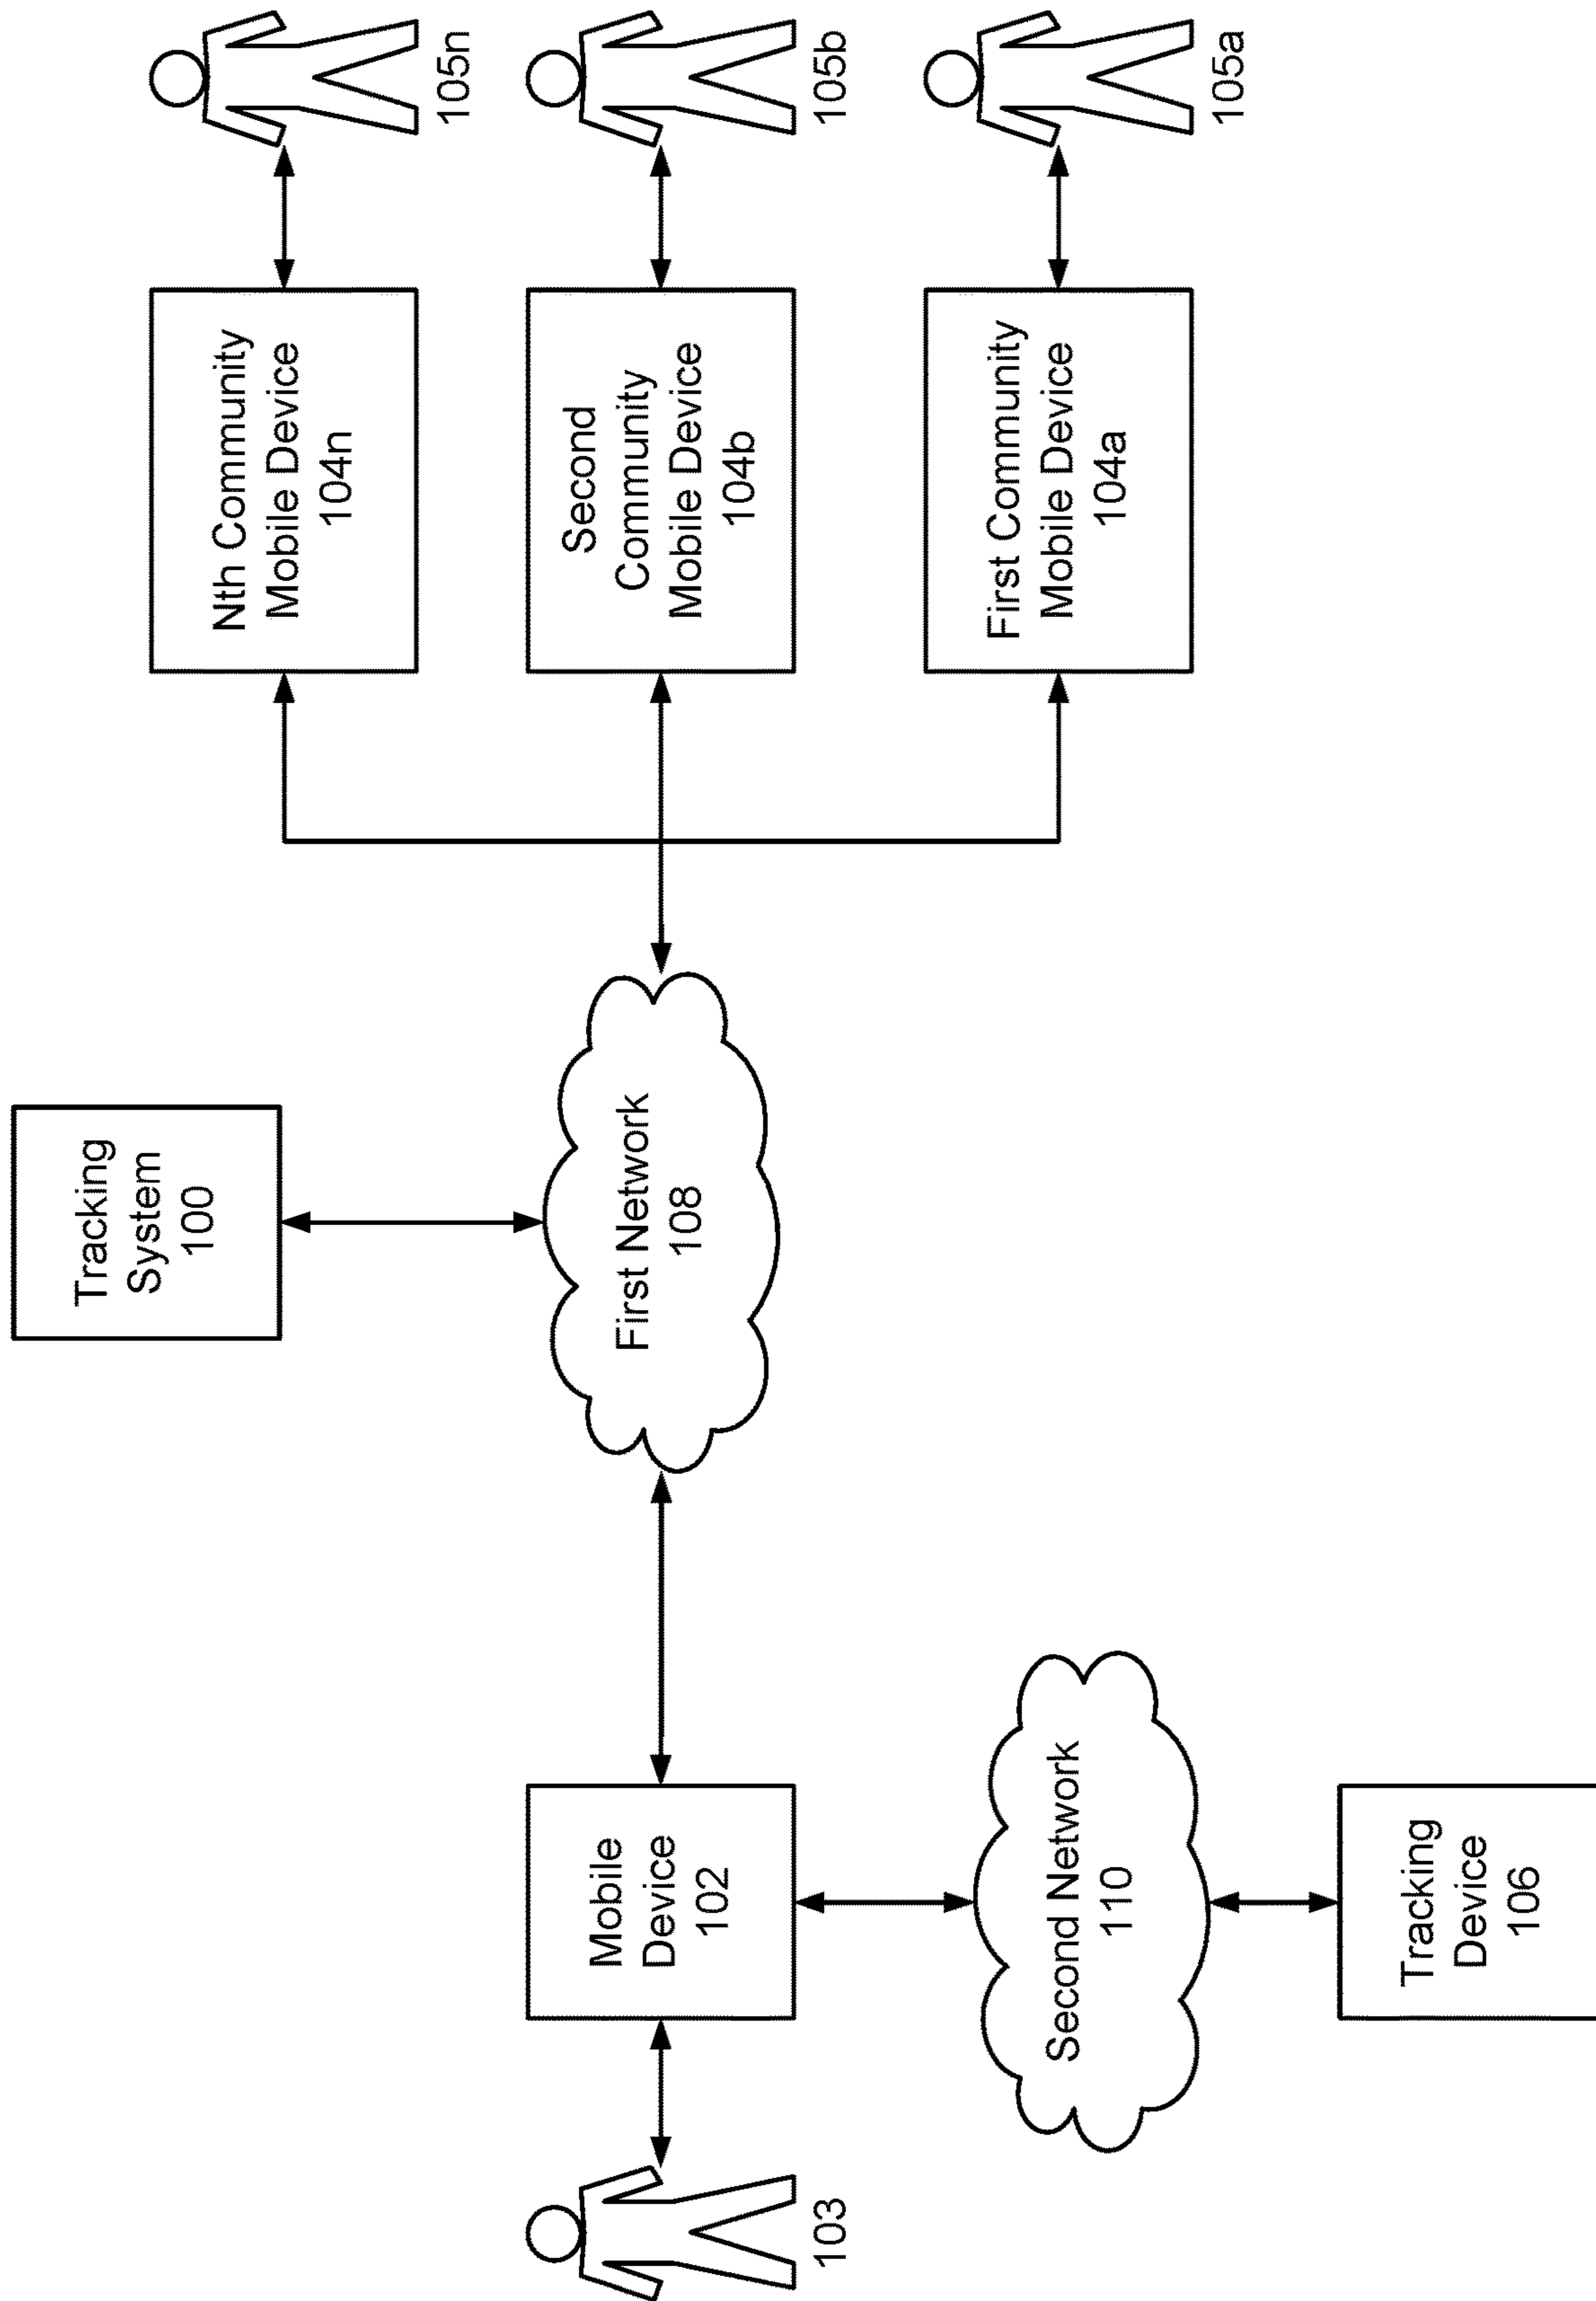 Tracking
System
100
Nth Community
Mobile Device
104n
105n
103
Mobile
Device
102
First Network
108
Second
Community
Mobile Device
104b
105b
Second Network
110
First Community
Mobile Device
104a
105a
Tracking
Device
106